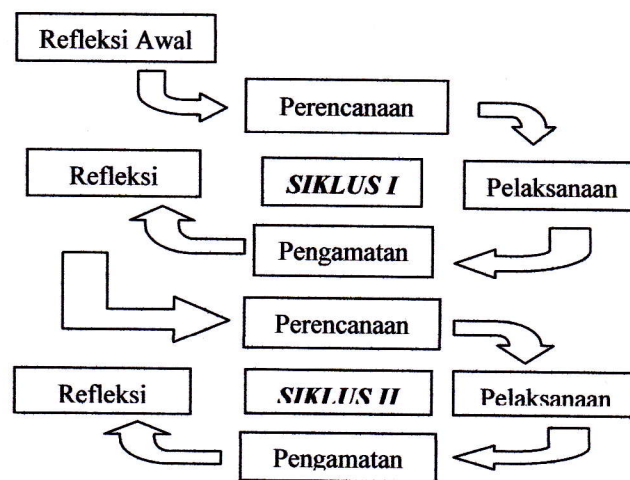 Refleksi Awal
Perencanaan
Refleksi
SIKLUS I
Pelaksanaan
Pengamatan
Perencanaan
Refleksi
SIKLUS II
Pelaksanaan
Pengamatan